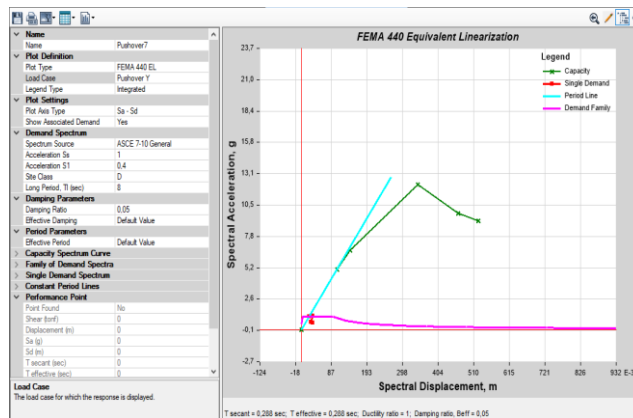 Name
Name Pushover7
Plot Definition
Plot Type FEMA 440 EL
Load Case Pushover Y
Legend Type Integrated
Plot Settings
Plot Axis Type Sa - Sd
Show Associated Demand Yes
Demand Spectrum
Spectrum Source ASCE 7-10 General
Acceleration Ss 1
Acceleration S1 0,4
Site Class D
Long Period, Tl (sec) 8
Damping Parameters
Damping Ratio 0,05
Effective Damping Default Value
Period Parameters
Effective Period Default Value
Capacity Spectrum Curve
Family of Demand Spectra
Single Demand Spectrum
Constant Period Lines
Performance Point
Point Found No
Shear (tonf) 0
Displacement (m) 0
Sa (g) 0
Sd (m) 0
T secant (sec) 0
T effective (sec) 0
Load Case
The load case for which the response is displayed.
FEMA 440 Equivalent Linearization
Legend
Capacity
Single Demand
Period Line
Demand Family
Spectral Acceleration, g
23,7
21,0
18,4
15,8
13,1
10,5
7,8
5,2
2,6
-0,1
-2,7
-124 -18 87 193 298 404 509 615 721 826 932 E-3
Spectral Displacement, m
T secant = 0,288 sec; T effective = 0,288 sec; Ductility ratio = 1; Damping ratio, Beff = 0,05